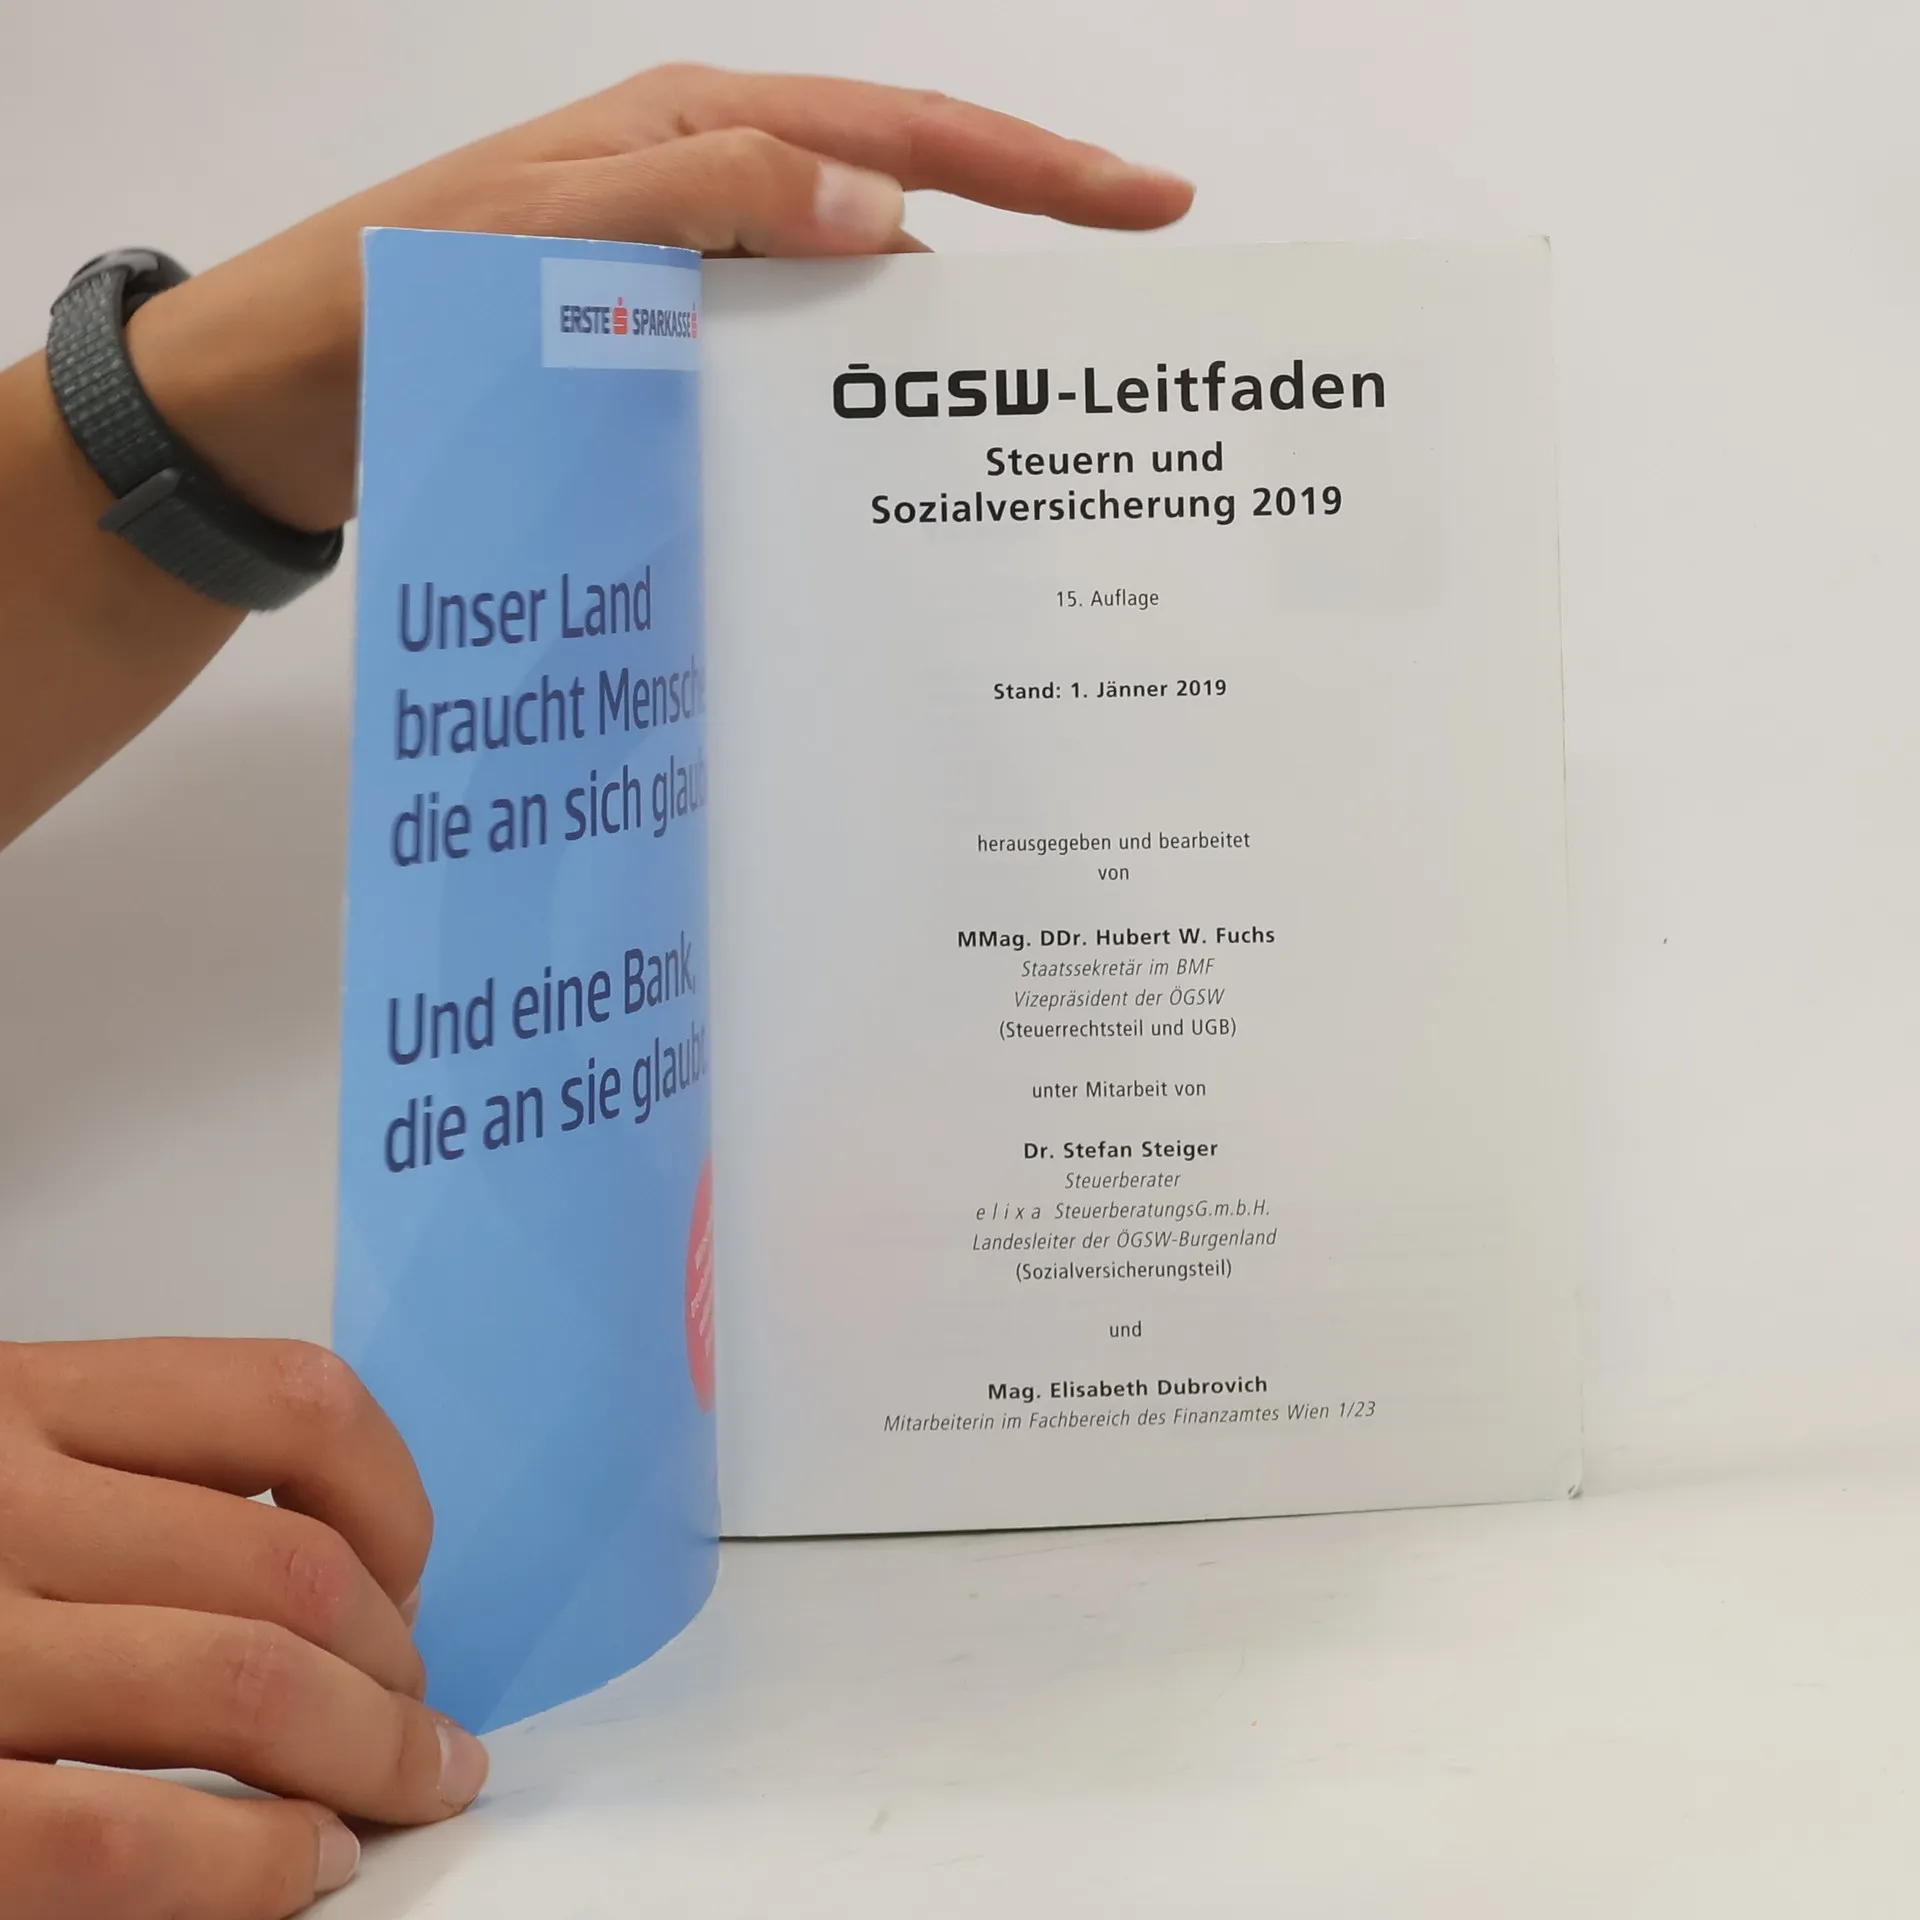 ERSTE SPARKASSE
Unser Land
braucht
die an sich
Und eine Bank,
die an sie
ÖGSW-Leitfaden
Steuern und
Sozialversicherung 2019
15. Auflage
Stand: 1. Jänner 2019
herausgegeben und bearbeitet
von
MMag. DDr. Hubert W. Fuchs
Staatssekretär im BMF
Vizepräsident der ÖGSW
(Steuerrechtsteil und UGB)
unter Mitarbeit von
Dr. Stefan Steiger
Steuerberater
e l i x a SteuerberatungsG.m.b.H.
Landesleiter der ÖGSW-Burgenland
(Sozialversicherungsteil)
und
Mag. Elisabeth Dubrovich
Mitarbeiterin im Fachbereich des Finanzamtes Wien 1/23